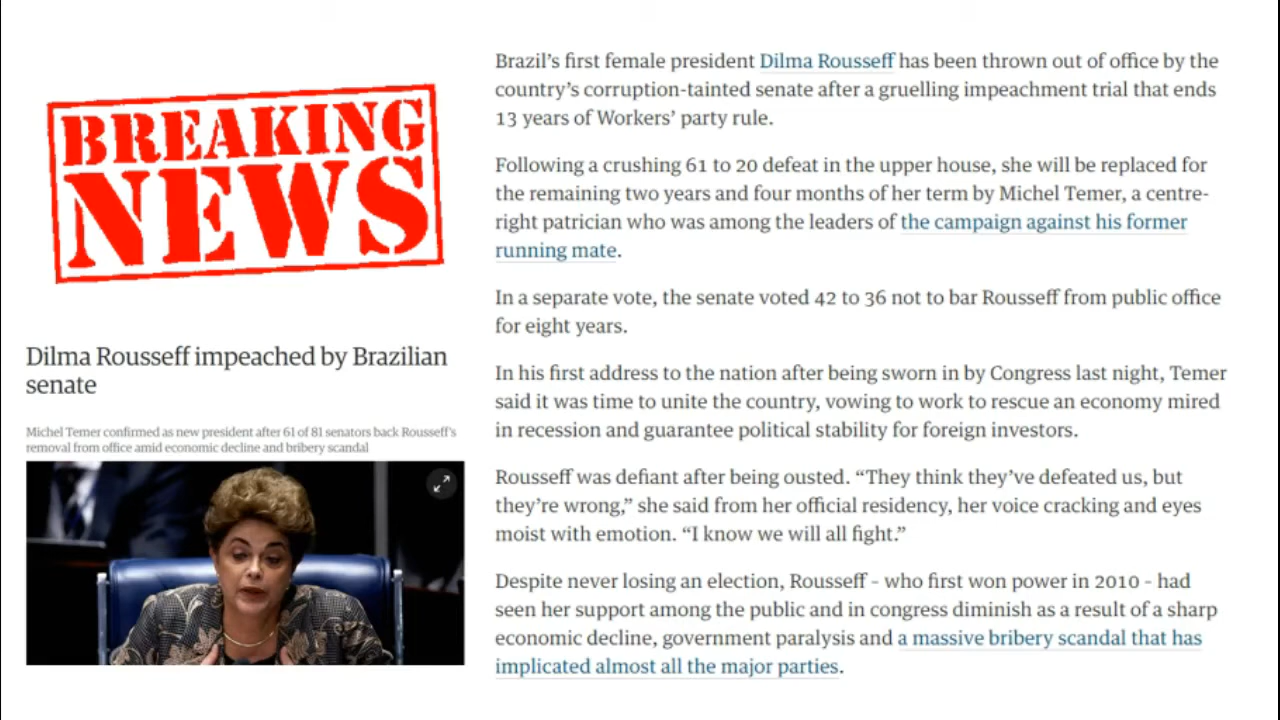 BREAKING
NEWS
Dilma Rousseff impeached by Brazilian
senate
Michel Temer confirmed as new president after 61 of 81 senators back Rousseff's
removal from office amid economic decline and bribery scandal
Brazil’s first female president Dilma Rousseff has been thrown out of office by the
country’s corruption-tainted senate after a gruelling impeachment trial that ends
13 years of Workers’ party rule.
Following a crushing 61 to 20 defeat in the upper house, she will be replaced for
the remaining two years and four months of her term by Michel Temer, a centre-
right patrician who was among the leaders of the campaign against his former
running mate.
In a separate vote, the senate voted 42 to 36 not to bar Rousseff from public office
for eight years.
In his first address to the nation after being sworn in by Congress last night, Temer
said it was time to unite the country, vowing to work to rescue an economy mired
in recession and guarantee political stability for foreign investors.
Rousseff was defiant after being ousted. “They think they’ve defeated us, but
they’re wrong,” she said from her official residency, her voice cracking and eyes
moist with emotion. “I know we will all fight.”
Despite never losing an election, Rousseff – who first won power in 2010 – had
seen her support among the public and in congress diminish as a result of a sharp
economic decline, government paralysis and a massive bribery scandal that has
implicated almost all the major parties.